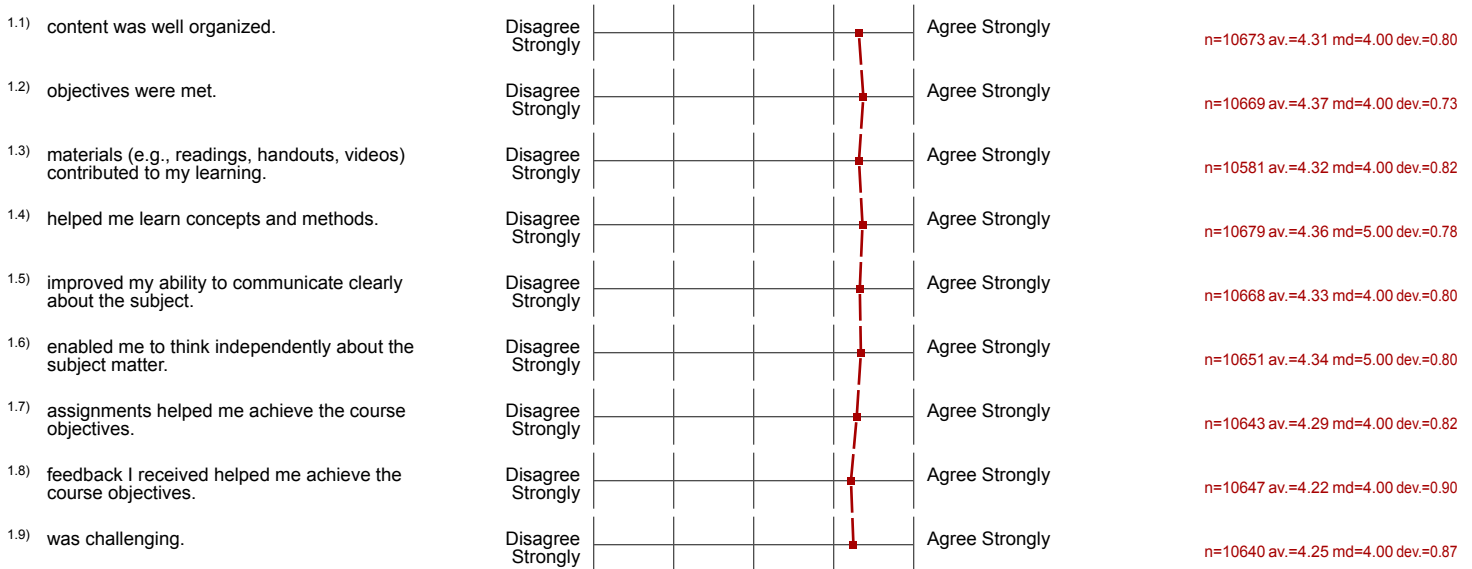 1.1) content was well organized. Disagree Agree Strongly
Strongly n=10673 av.=4.31 md=4.00 dev.=0.80
1.2) objectives were met. Disagree Agree Strongly
Strongly n=10669 av.=4.37 md=4.00 dev.=0.73
1.3) materials (e.g., readings, handouts, videos) Disagree Agree Strongly
contributed to my learning. Strongly n=10581 av.=4.32 md=4.00 dev.=0.82
1.4) helped me learn concepts and methods. Disagree Agree Strongly
Strongly n=10679 av.=4.36 md=5.00 dev.=0.78
1.5) improved my ability to communicate clearly Disagree Agree Strongly
about the subject. Strongly n=10668 av.=4.33 md=4.00 dev.=0.80
1.6) enabled me to think independently about the Disagree Agree Strongly
subject matter. Strongly n=10651 av.=4.34 md=5.00 dev.=0.80
1.7) assignments helped me achieve the course Disagree Agree Strongly
objectives. Strongly n=10643 av.=4.29 md=4.00 dev.=0.82
1.8) feedback I received helped me achieve the Disagree Agree Strongly
course objectives. Strongly n=10647 av.=4.22 md=4.00 dev.=0.90
1.9) was challenging. Disagree Agree Strongly
Strongly n=10640 av.=4.25 md=4.00 dev.=0.87